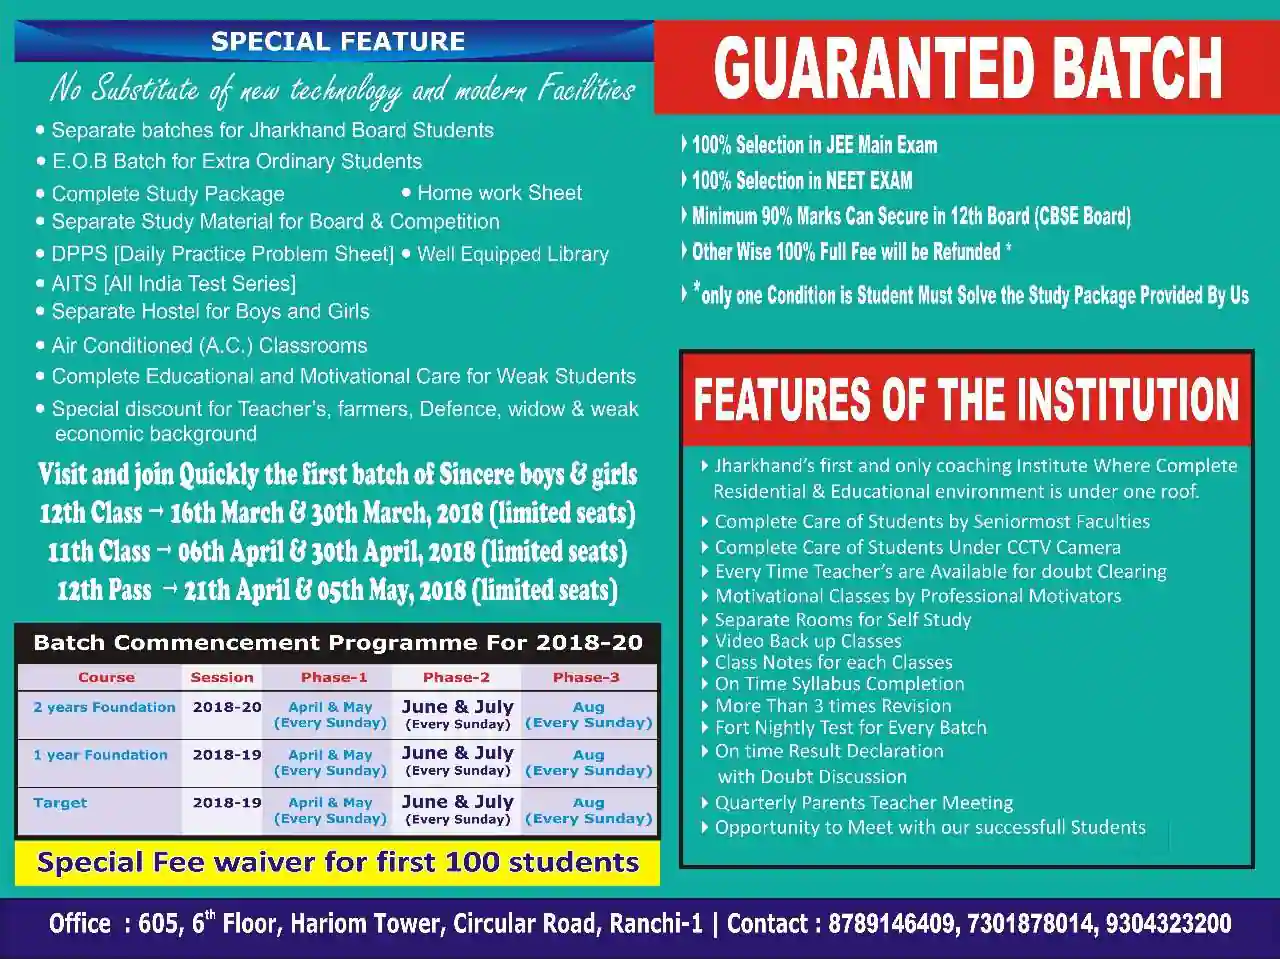 SPECIAL FEATURE
No Substitute of new technology and modern Facilities
• Separate batches for Jharkhand Board Students
• E.O.B Batch for Extra Ordinary Students
• Complete Study Package • Home work Sheet
• Separate Study Material for Board & Competition
• DPPS [Daily Practice Problem Sheet] • Well Equipped Library
• AITS [All India Test Series]
• Separate Hostel for Boys and Girls
• Air Conditioned (A.C.) Classrooms
• Complete Educational and Motivational Care for Weak Students
• Special discount for Teacher's, farmers, Defence, widow & weak
economic background
Visit and join Quickly the first batch of Sincere boys & girls
12th Class → 16th March & 30th March, 2018 (limited seats)
11th Class → 06th April & 30th April, 2018 (limited seats)
12th Pass → 21th April & 05th May, 2018 (limited seats)
Batch Commencement Programme For 2018-20
Course Session Phase-1 Phase-2 Phase-3
2 years Foundation 2018-20 April & May June & July Aug
(Every Sunday) (Every Sunday) (Every Sunday)
1 year Foundation 2018-19 April & May June & July Aug
(Every Sunday) (Every Sunday) (Every Sunday)
Target 2018-19 April & May June & July Aug
(Every Sunday) (Every Sunday) (Every Sunday)
Special Fee waiver for first 100 students
GUARANTED BATCH
100% Selection in JEE Main Exam
100% Selection in NEET EXAM
Minimum 90% Marks Can Secure in 12th Board (CBSE Board)
Other Wise 100% Full Fee will be Refunded *
*only one Condition is Student Must Solve the Study Package Provided By Us
FEATURES OF THE INSTITUTION
Jharkhand's first and only coaching Institute Where Complete
Residential & Educational environment is under one roof.
Complete Care of Students by Seniormost Faculties
Complete Care of Students Under CCTV Camera
Every Time Teacher's are Available for doubt Clearing
Motivational Classes by Professional Motivators
Separate Rooms for Self Study
Video Back up Classes
Class Notes for each Classes
On Time Syllabus Completion
More Than 3 times Revision
Fort Nightly Test for Every Batch
On time Result Declaration
with Doubt Discussion
Quarterly Parents Teacher Meeting
Opportunity to Meet with our successfull Students
Office : 605, 6th Floor, Hariom Tower, Circular Road, Ranchi-1 | Contact : 8789146409, 7301878014, 9304323200